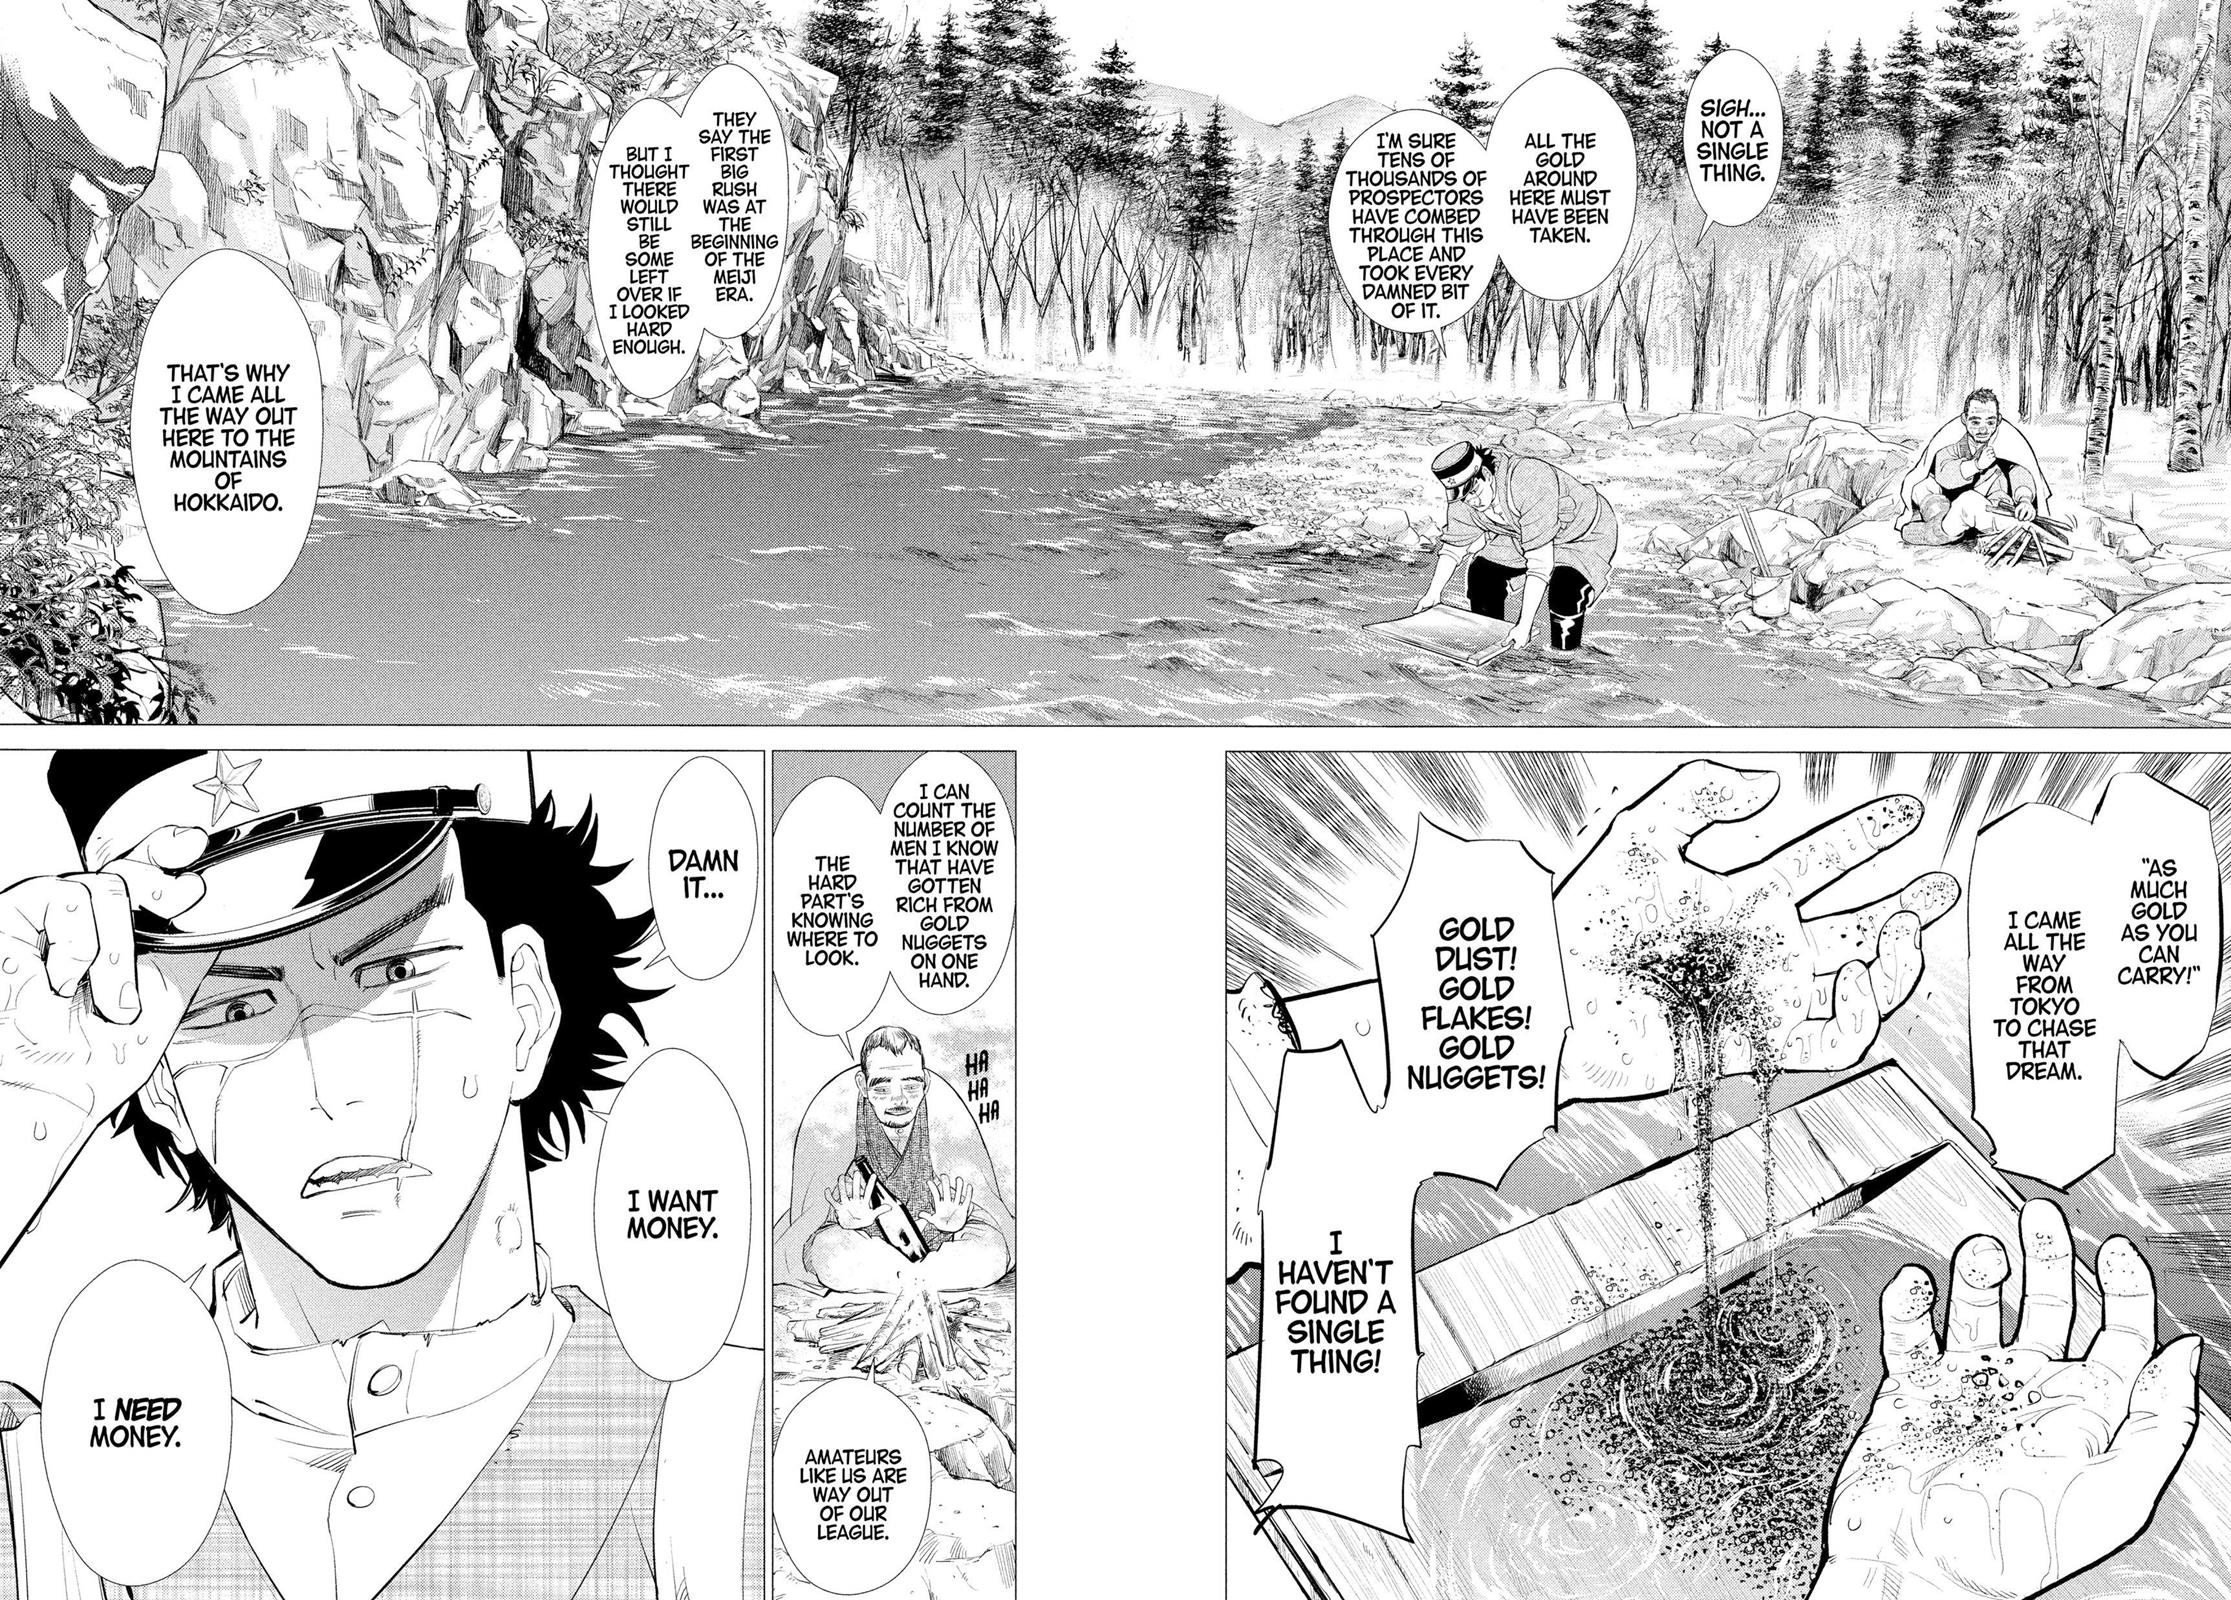 SIGH...
NOT A
SINGLE
THING.
ALL THE
GOLD
AROUND
HERE MUST
HAVE BEEN
TAKEN.
I'M SURE
TENS OF
THOUSANDS OF
PROSPECTORS
HAVE COMBED
THROUGH THIS
PLACE AND
TOOK EVERY
DAMNED BIT
OF IT.
THEY
SAY THE
FIRST
BIG
RUSH
WAS AT
THE
BEGINNING
OF THE
MEIJI
ERA.
BUT I
THOUGHT
THERE
WOULD
STILL
BE
SOME
LEFT
OVER IF
I LOOKED
HARD
ENOUGH.
THAT'S WHY
I CAME ALL
THE WAY OUT
HERE TO THE
MOUNTAINS
OF
HOKKAIDO.
"AS
MUCH
GOLD
AS YOU
CAN
CARRY!"
I CAME
ALL THE
WAY
FROM
TOKYO
TO CHASE
THAT
DREAM.
GOLD
DUST!
GOLD
FLAKES!
GOLD
NUGGETS!
I
HAVEN'T
FOUND A
SINGLE
THING!
I CAN
COUNT THE
NUMBER OF
MEN I KNOW
THAT HAVE
GOTTEN
RICH FROM
GOLD
NUGGETS
ON ONE
HAND.
THE
HARD
PART'S
KNOWING
WHERE TO
LOOK.
HA
HA
HA
AMATEURS
LIKE US ARE
WAY OUT
OF OUR
LEAGUE.
DAMN
IT...
I WANT
MONEY.
I NEED
MONEY.